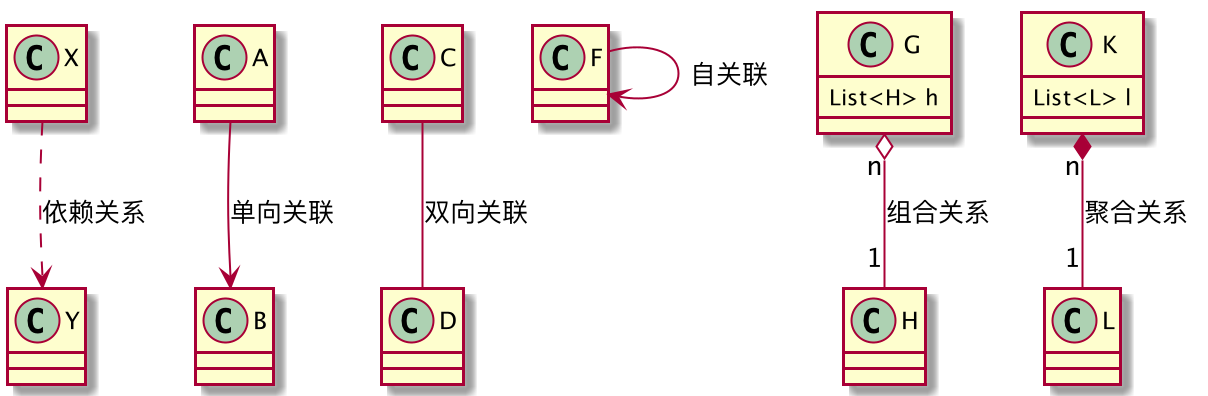 C X
C A
C C
C F
自关联
C G
List<H> h
C K
List<L> l
依赖关系
单向关联
双向关联
n
组合关系
1
n
聚合关系
1
C Y
C B
C D
C H
C L